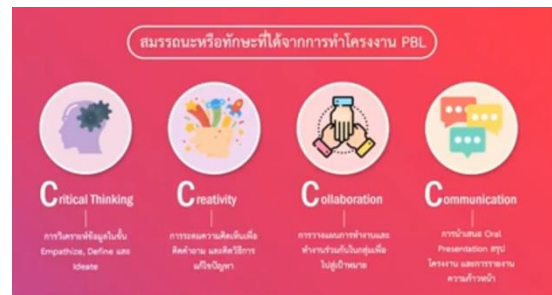 สมรรถนะหรือทักษะที่ได้จากการทำโครงงาน PBL
Critical Thinking
การวิเคราะห์ข้อมูลในขั้น
Empathize, Define และ
Ideate
Creativity
การระดมความคิดเห็นเพื่อ
คิดคำถาม และคิดวิธีการ
แก้ไขปัญหา
Collaboration
การวางแผนการทำงานและ
ทำงานร่วมกันในกลุ่มเพื่อ
ไปสู่เป้าหมาย
Communication
การนำเสนอ Oral
Presentation สรุป
โครงงาน และการรายงาน
ความก้าวหน้า